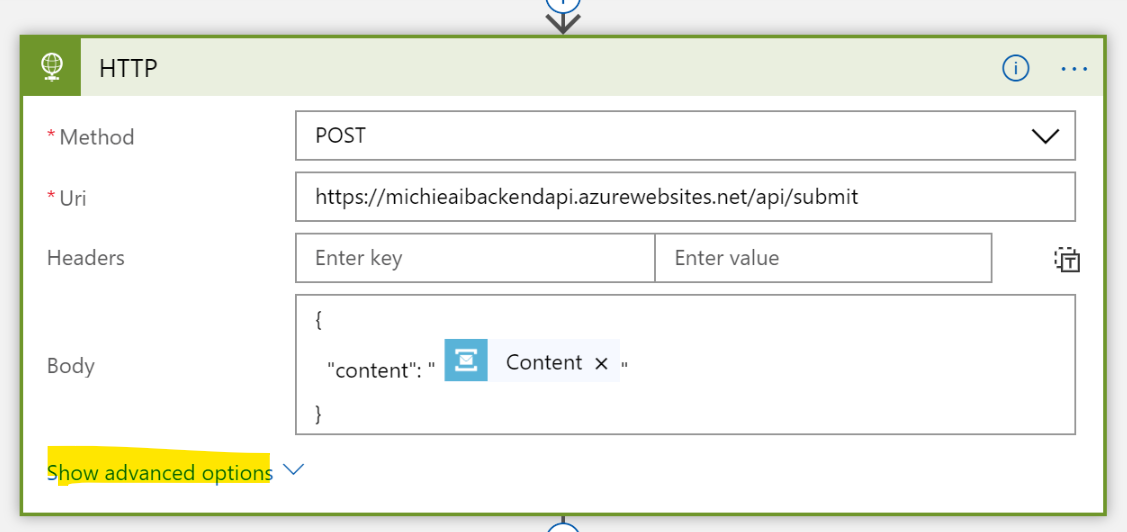 HTTP
* Method POST
* Uri https://michieaibackendapi.azurewebsites.net/api/submit
Headers Enter key Enter value
Body
{
"content": " Content × "
}
Show advanced options